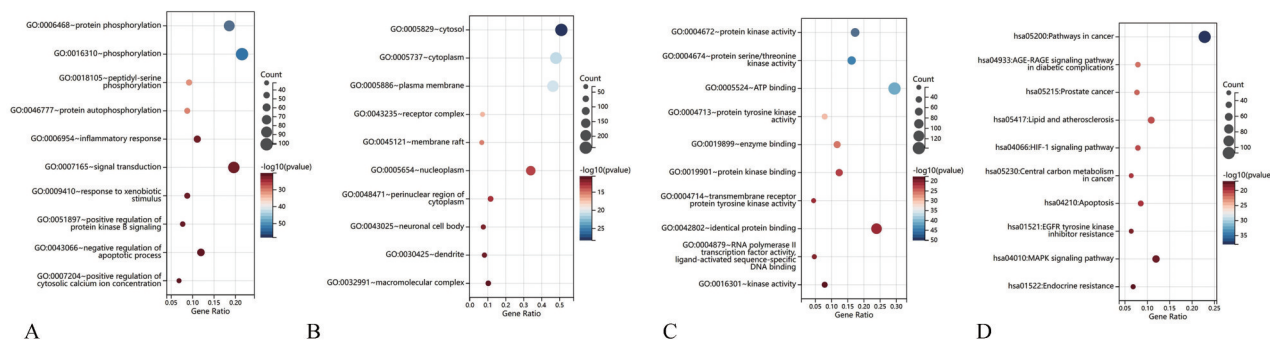 GO:0006468~protein phosphorylation
GO:0016310~phosphorylation
GO:0018105~peptidyl-serine
phosphorylation
GO:0046777~protein autophosphorylation
GO:0006954~inflammatory response
GO:0007165~signal transduction
GO:0009410~response to xenobiotic
stimulus
GO:0051897~positive regulation of
protein kinase B signaling
GO:0043066~negative regulation of
apoptotic process
GO:0007204~positive regulation of
cytosolic calcium ion concentration
0.05 0.10 0.15 0.20
Gene Ratio
Count
30
40
50
60
70
80
90
100
-log10(pvalue)
20
30
40
50
A
GO:0005829~cytosol
GO:0005737~cytoplasm
GO:0005886~plasma membrane
GO:0043235~receptor complex
GO:0045121~membrane raft
GO:0005654~nucleoplasm
GO:0048471~perinuclear region of
cytoplasm
GO:0043025~neuronal cell body
GO:0030425~dendrite
GO:0032991~macromolecular complex
0.0 0.1 0.2 0.3 0.4 0.5
Gene Ratio
Count
50
100
150
200
250
-log10(pvalue)
15
20
25
B
GO:0004672~protein kinase activity
GO:0004674~protein serine/threonine
kinase activity
GO:0005524~ATP binding
GO:0004713~protein tyrosine kinase
activity
GO:0019899~enzyme binding
GO:0019901~protein kinase binding
GO:0004714~transmembrane receptor
protein tyrosine kinase activity
GO:0042802~identical protein binding
GO:0004879~RNA polymerase II
transcription factor activity,
ligand-activated sequence-specific
DNA binding
GO:0016301~kinase activity
0.05 0.10 0.15 0.20 0.25 0.30
Gene Ratio
Count
40
60
80
100
120
-log10(pvalue)
20
25
30
35
40
45
50
C
hsa05200:Pathways in cancer
hsa04933:AGE-RAGE signaling pathway
in diabetic complications
hsa05215:Prostate cancer
hsa05417:Lipid and atherosclerosis
hsa04066:HIF-1 signaling pathway
hsa05230:Central carbon metabolism
in cancer
hsa04210:Apoptosis
hsa01521:EGFR tyrosine kinase
inhibitor resistance
hsa04010:MAPK signaling pathway
hsa01522:Endocrine resistance
0.05 0.10 0.15 0.20 0.25
Gene Ratio
Count
40
60
80
100
-log10(pvalue)
20
25
30
35
D